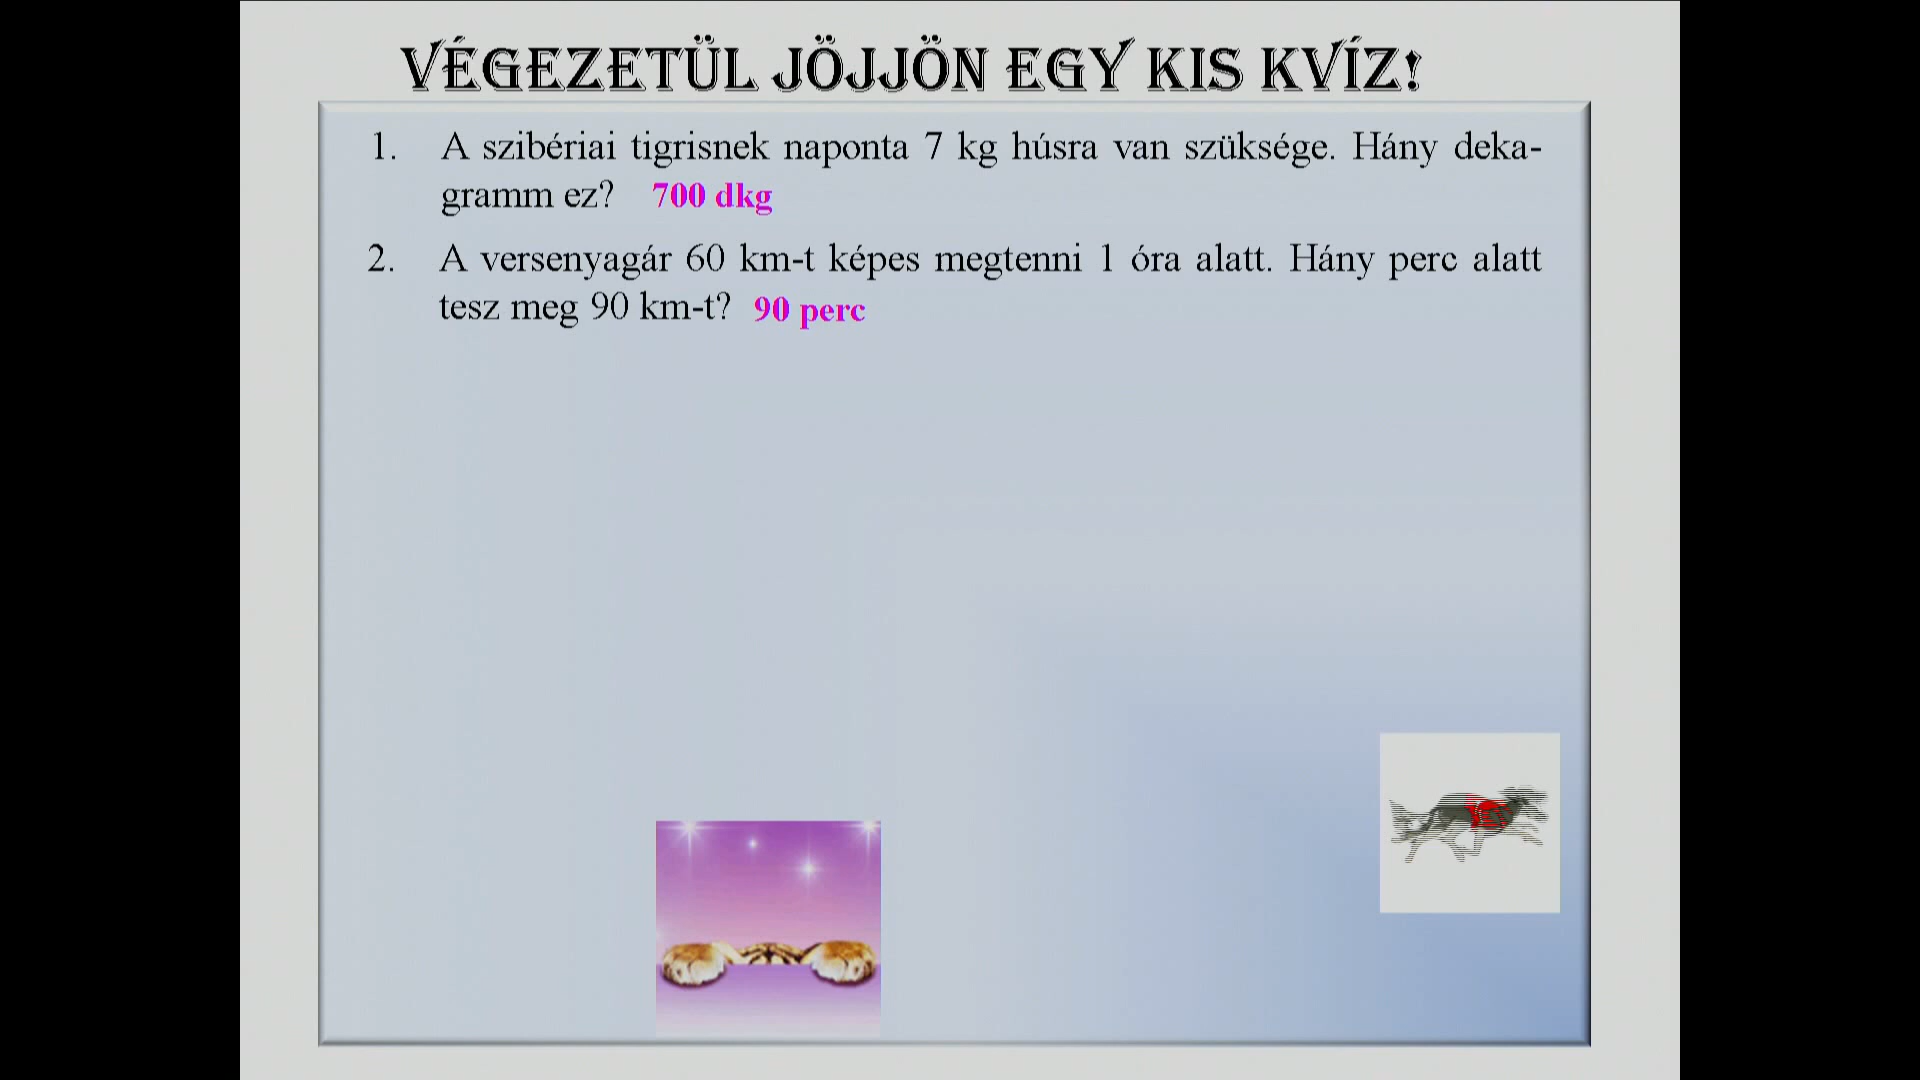 VÉGEZETÜL JÖJJÖN EGY KIS KVÍZ!
1. A szibériai tigrisnek naponta 7 kg húsra van szüksége. Hány deka-
gramm ez? 700 dkg
2. A versenyagár 60 km-t képes megtenni 1 óra alatt. Hány perc alatt
tesz meg 90 km-t? 90 perc